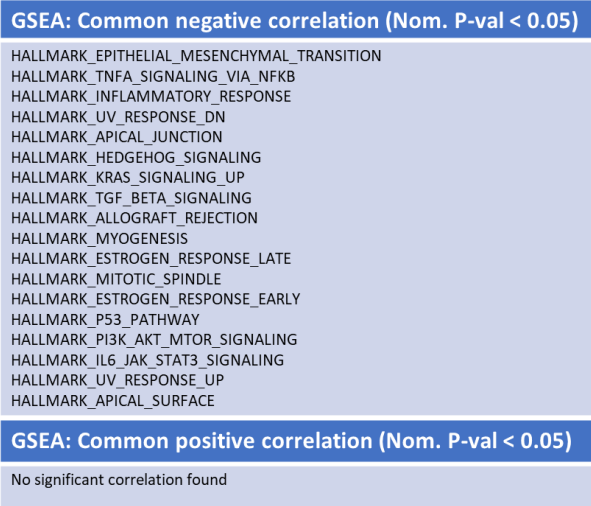 GSEA: Common negative correlation (Nom. P-val < 0.05)
HALLMARK_EPITHELIAL_MESENCHYMAL_TRANSITION
HALLMARK_TNFA_SIGNALING_VIA_NFKB
HALLMARK_INFLAMMATORY_RESPONSE
HALLMARK_UV_RESPONSE_DN
HALLMARK_APICAL_JUNCTION
HALLMARK_HEDGEHOG_SIGNALING
HALLMARK_KRAS_SIGNALING_UP
HALLMARK_TGF_BETA_SIGNALING
HALLMARK_ALLOGRAFT_REJECTION
HALLMARK_MYOGENESIS
HALLMARK_ESTROGEN_RESPONSE_LATE
HALLMARK_MITOTIC_SPINDLE
HALLMARK_ESTROGEN_RESPONSE_EARLY
HALLMARK_P53_PATHWAY
HALLMARK_PI3K_AKT_MTOR_SIGNALING
HALLMARK_IL6_JAK_STAT3_SIGNALING
HALLMARK_UV_RESPONSE_UP
HALLMARK_APICAL_SURFACE
GSEA: Common positive correlation (Nom. P-val < 0.05)
No significant correlation found